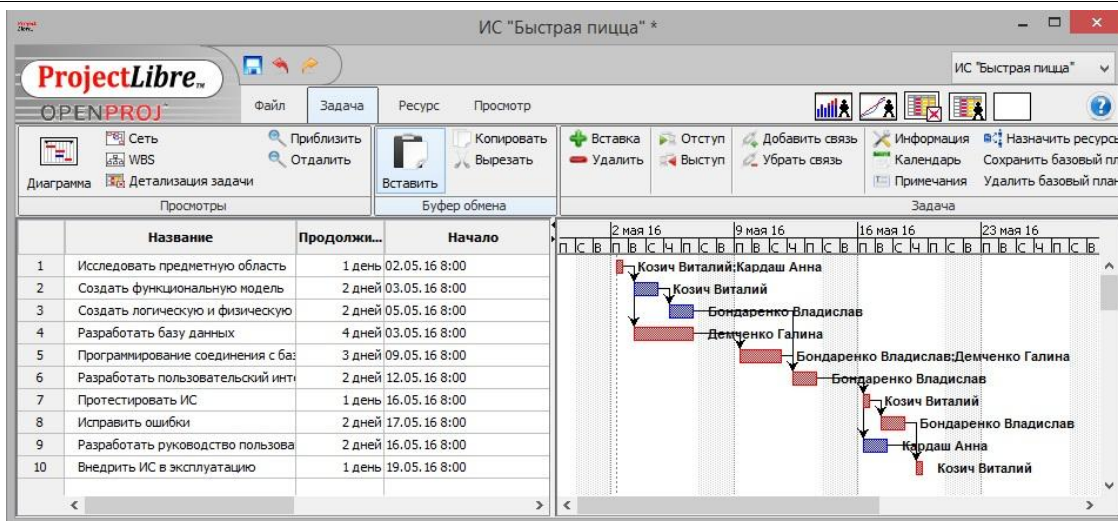 ИС "Быстрая пицца" *
ProjectLibre
OPENPROJ
ИС "Быстрая пицца"
Файл Задача Ресурс Просмотр
Диаграмма
Сеть
WBS
Детализация задачи
Приблизить
Отдалить
Просмотры
Вставить
Копировать
Вырезать
Буфер обмена
Вставка
Удалить
Отступ
Выступ
Добавить связь
Убрать связь
Информация
Календарь
Примечания
Назначить ресурсы
Сохранить базовый пл
Удалить базовый план
Задача
Название Продолжи... Начало
2 мая 16 9 мая 16 16 мая 16 23 мая 16
П С В П В С Ч П С В П В С Ч П С В П В С Ч П С В П В С Ч П С В
1 Исследовать предметную область 1 день 02.05.16 8:00 Козич Виталий;Кардаш Анна
2 Создать функциональную модель 2 дней 03.05.16 8:00 Козич Виталий
3 Создать логическую и физическую 2 дней 05.05.16 8:00 Бондаренко Владислав
4 Разработать базу данных 4 дней 03.05.16 8:00 Демченко Галина
5 Программирование соединения с баз 3 дней 09.05.16 8:00 Бондаренко Владислав;Демченко Галина
6 Разработать пользовательский инт 2 дней 12.05.16 8:00 Бондаренко Владислав
7 Протестировать ИС 1 день 16.05.16 8:00 Козич Виталий
8 Исправить ошибки 2 дней 17.05.16 8:00 Бондаренко Владислав
9 Разработать руководство пользова 2 дней 16.05.16 8:00 Кардаш Анна
10 Внедрить ИС в эксплуатацию 1 день 19.05.16 8:00 Козич Виталий